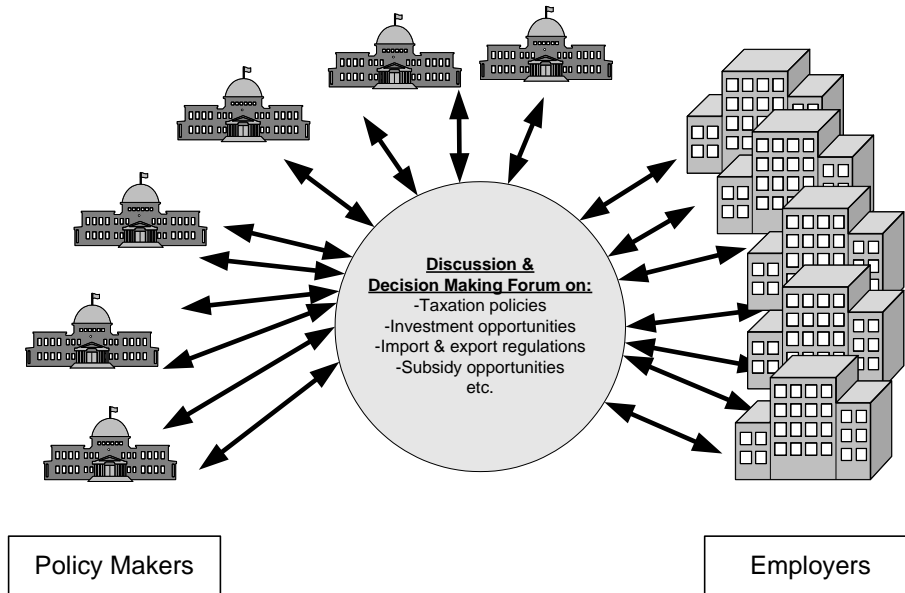 Discussion &
Decision Making Forum on:
-Taxation policies
-Investment opportunities
-Import & export regulations
-Subsidy opportunities
etc.
Policy Makers
Employers